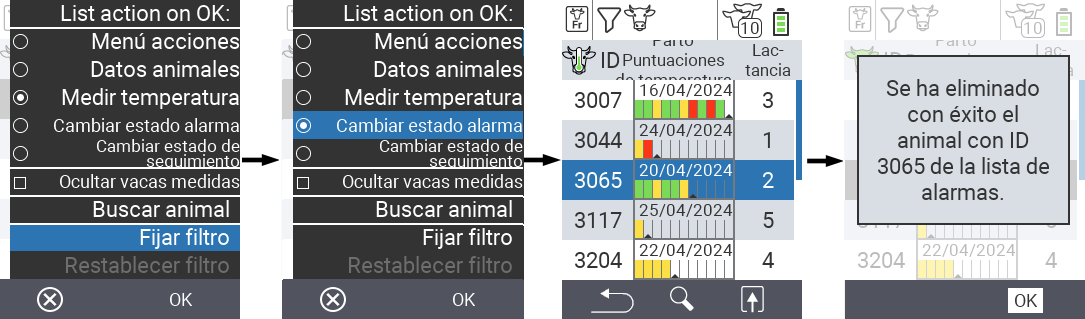 List action on OK:
Menú acciones
Datos animales
Medir temperatura
Cambiar estado alarma
Cambiar estado de
seguimiento
Ocultar vacas medidas
Buscar animal
Fijar filtro
Restablecer filtro
OK
List action on OK:
Menú acciones
Datos animales
Medir temperatura
Cambiar estado alarma
Cambiar estado de
seguimiento
Ocultar vacas medidas
Buscar animal
Fijar filtro
Restablecer filtro
OK
Fr
10
Parto
ID Puntuaciones
de temperatura
Lac-
tancia
3007 16/04/2024 3
3044 24/04/2024 1
3065 20/04/2024 2
3117 25/04/2024 5
3204 22/04/2024 4
Fr
10
Parto
Lac-
Se ha eliminado
con éxito el
animal con ID
3065 de la lista de
alarmas.
3204 22/04/2024 4
OK